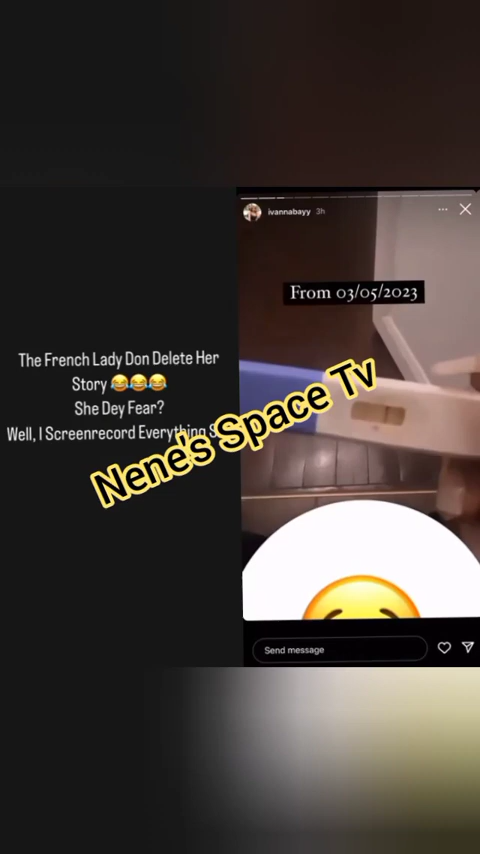 ivannabayy 3h
From 03/05/2023
The French Lady Don Delete Her
Story 😂😂😂
She Dey Fear?
Well, I Screenrecord Everything
Nene's Space Tv
Send message